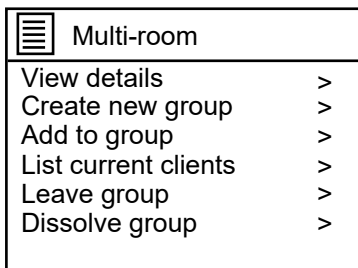 Multi-room
View details >
Create new group >
Add to group >
List current clients >
Leave group >
Dissolve group >